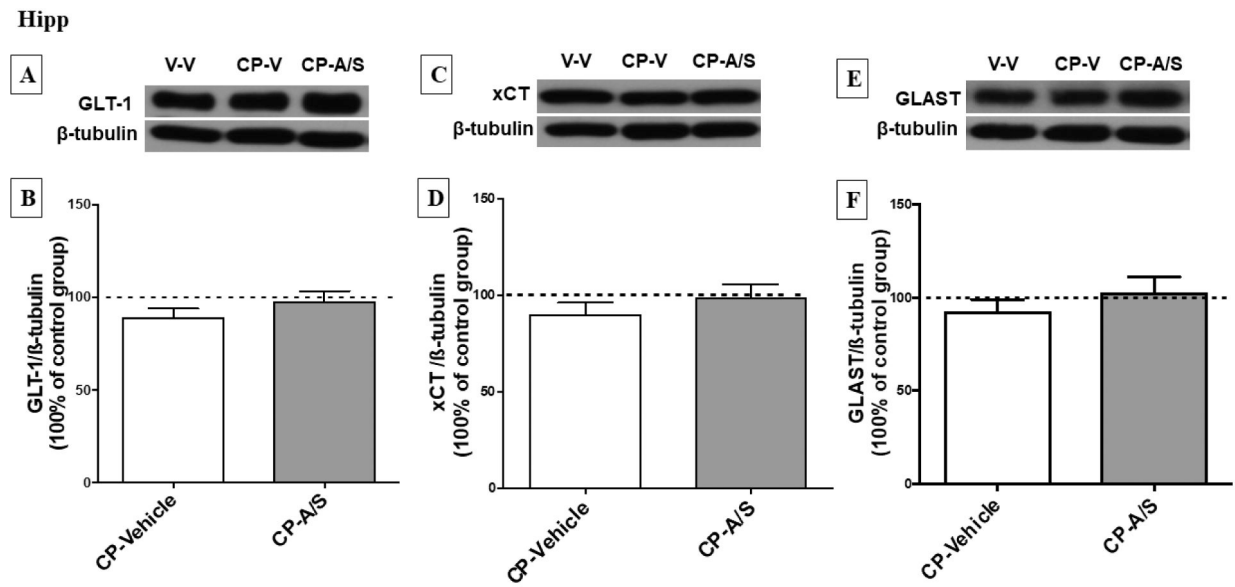 Hipp
A
V-V CP-V CP-A/S
GLT-1
β-tubulin
C
V-V CP-V CP-A/S
xCT
β-tubulin
E
V-V CP-V CP-A/S
GLAST
β-tubulin
B
GLT-1/ß-tubulin
(100% of control group)
150
100
50
0
CP-Vehicle
CP-A/S
D
xCT /ß-tubulin
(100% of control group)
150
100
50
0
CP-Vehicle
CP-A/S
F
GLAST/ß-tubulin
(100% of control group)
150
100
50
0
CP-Vehicle
CP-A/S